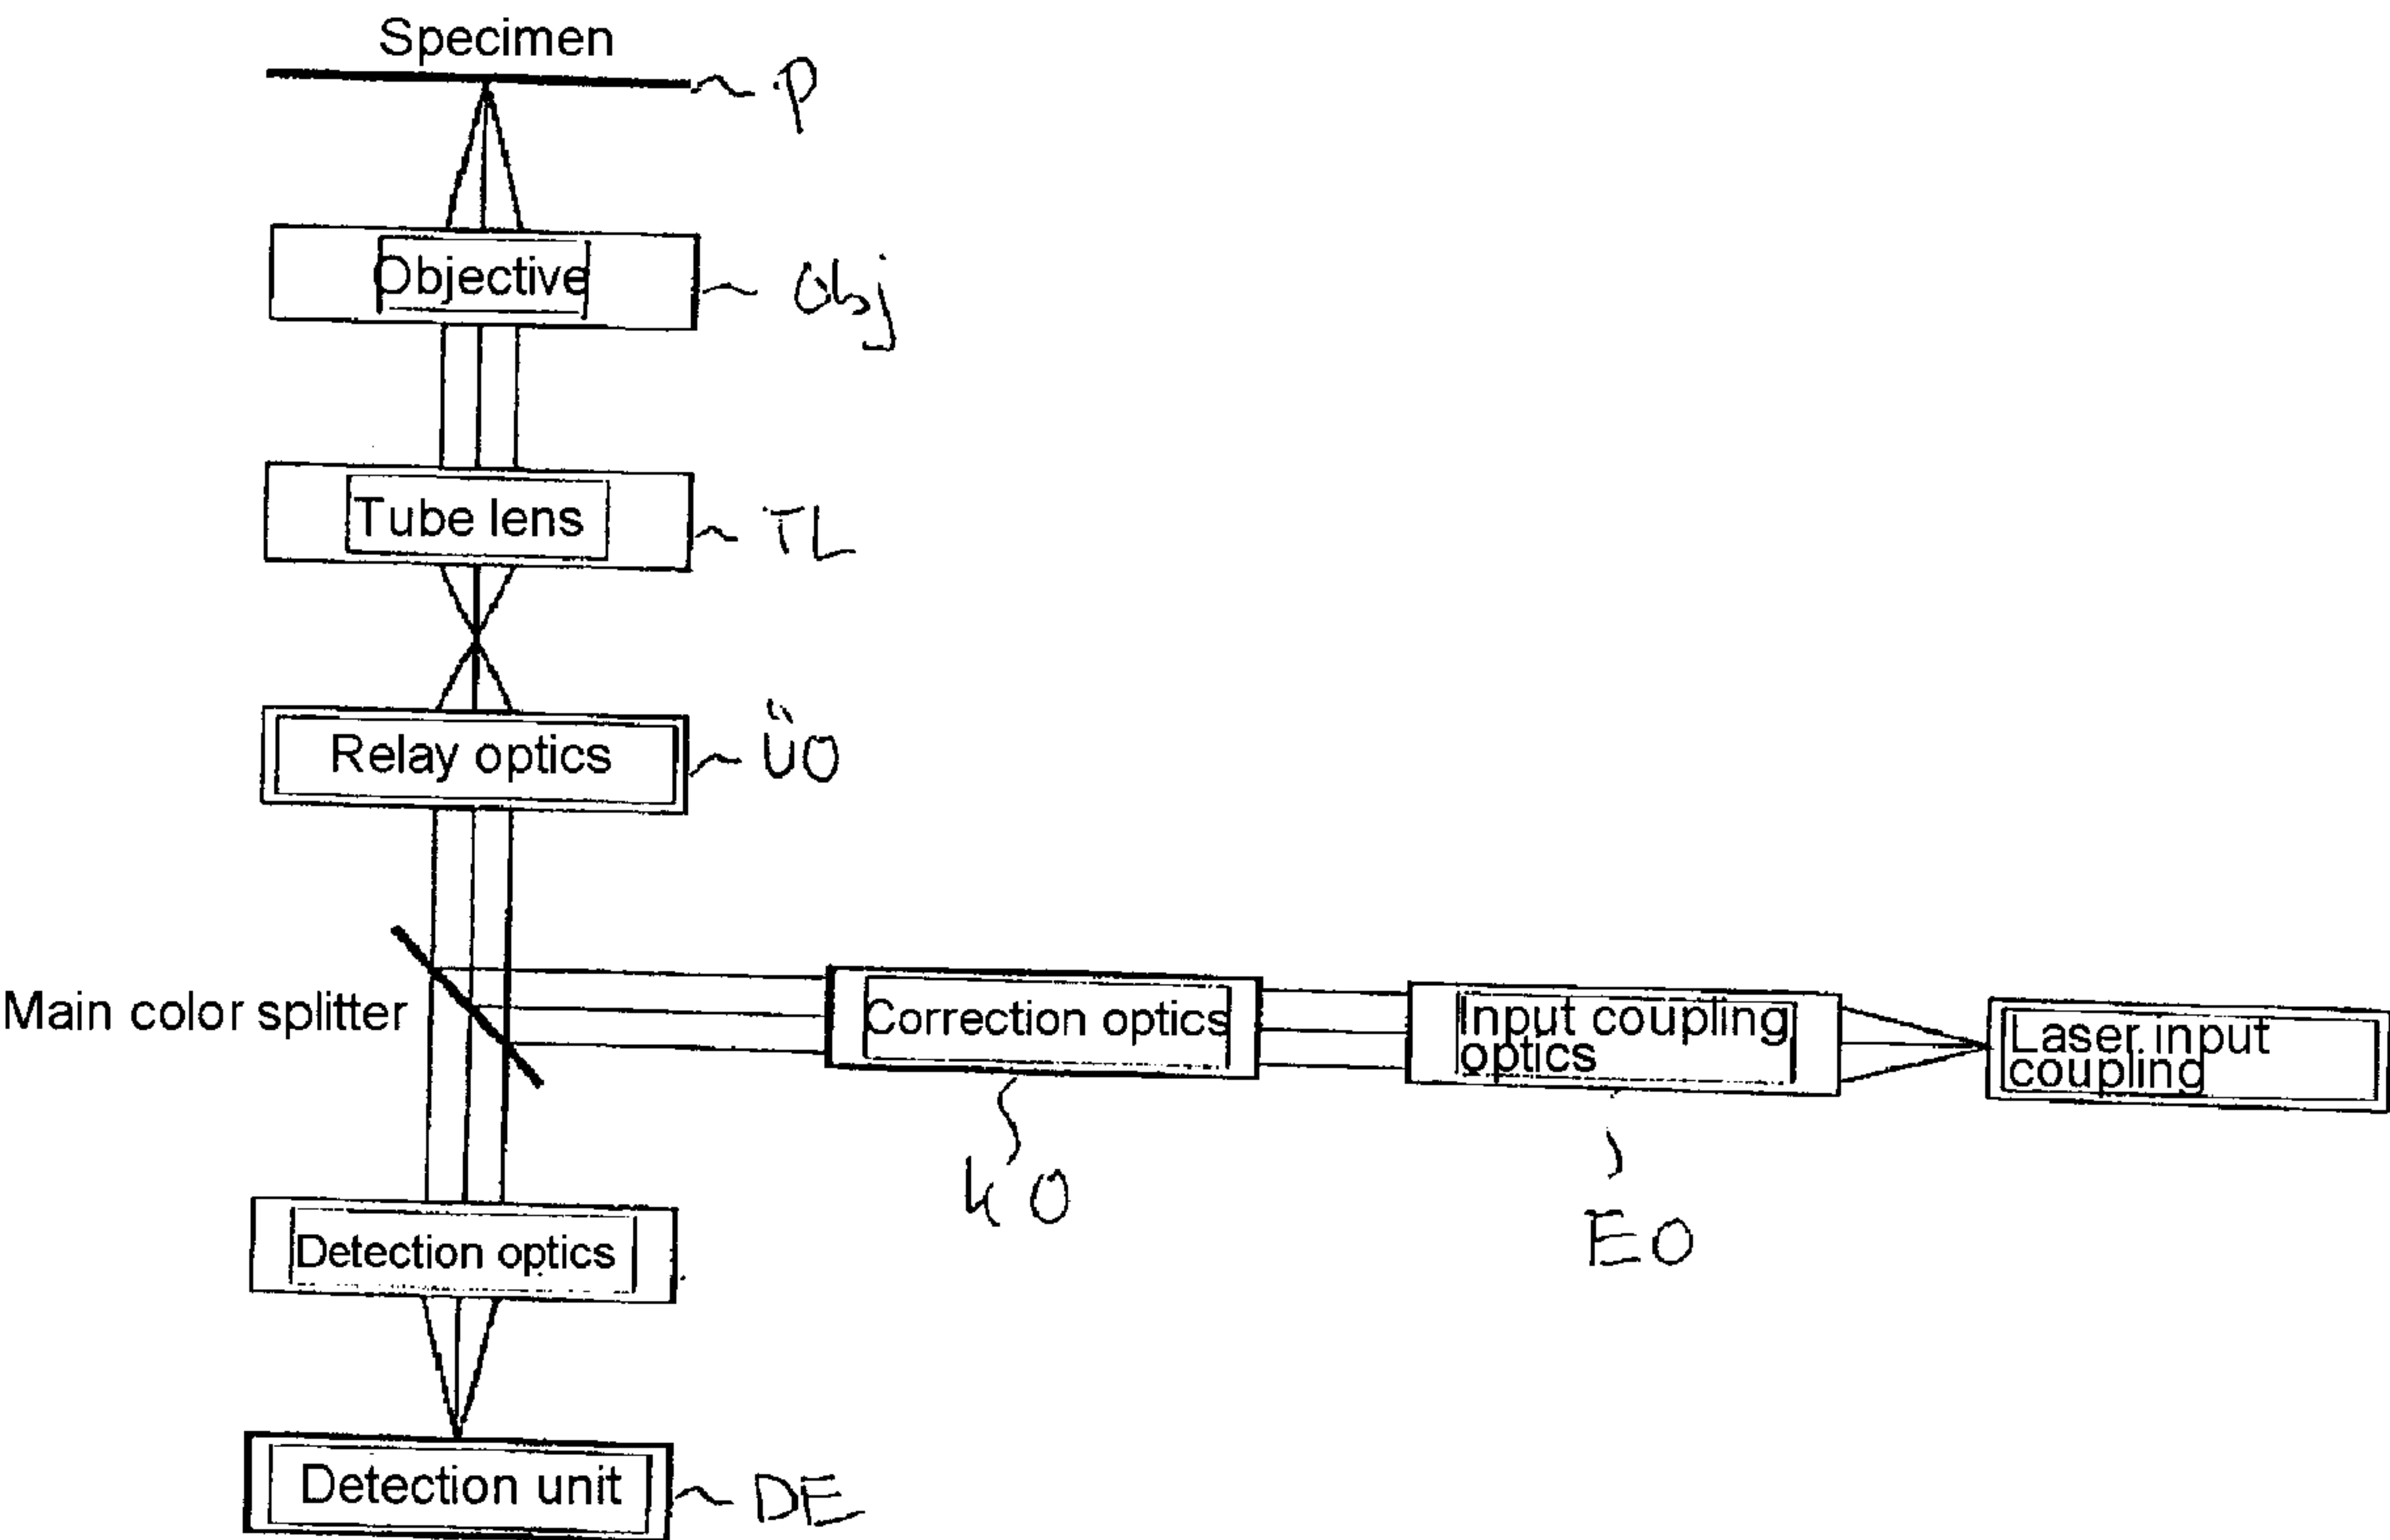 Specimen
P
Objective
Obj
Tube lens
TL
Relay optics
ÜO
Main color splitter
Correction optics
Input coupling
optics
Laser input
coupling
KO
EO
Detection optics
Detection unit
DE